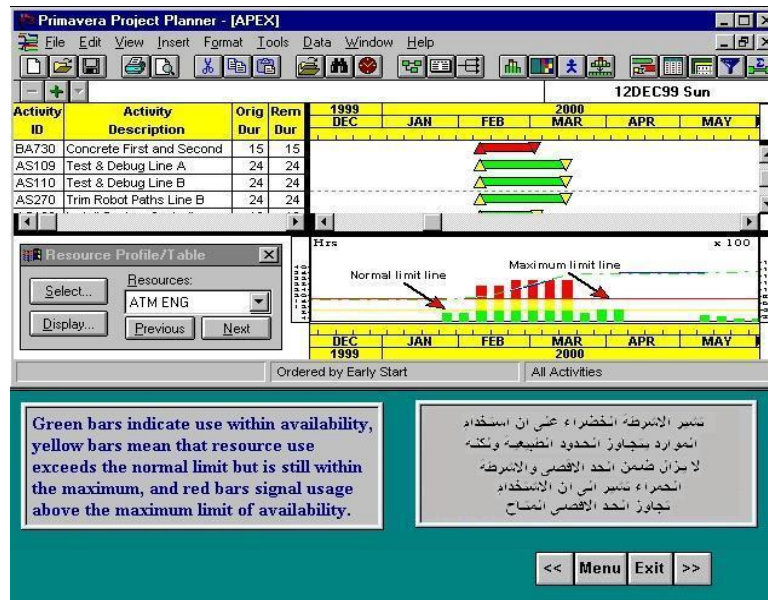 Primavera Project Planner - [APEX]
File Edit View Insert Format Tools Data Window Help
12DEC99 Sun
Activity ID Activity Description Orig Dur Rem Dur
1999 2000
DEC JAN FEB MAR APR MAY
BA730 Concrete First and Second 15 15
AS109 Test & Debug Line A 24 24
AS110 Test & Debug Line B 24 24
AS270 Trim Robot Paths Line B 24 24
Resource Profile/Table
Select...
Resources:
ATM ENG
Display...
Previous Next
Hrs x 100
Normal limit line
Maximum limit line
DEC JAN FEB MAR APR MAY
1999 2000
Ordered by Early Start All Activities
Green bars indicate use within availability,
yellow bars mean that resource use
exceeds the normal limit but is still within
the maximum, and red bars signal usage
above the maximum limit of availability.
تشير الاشرطة الخضراء على ان استخدام
الموارد يتجاوز الحدود الطبيعية ولكنه
لا يزال ضمن الحد الاقصى والاشرطة
الحمراء تشير الى ان الاستخدام
تجاوز الحد الاقصى المتاح
<< Menu Exit >>